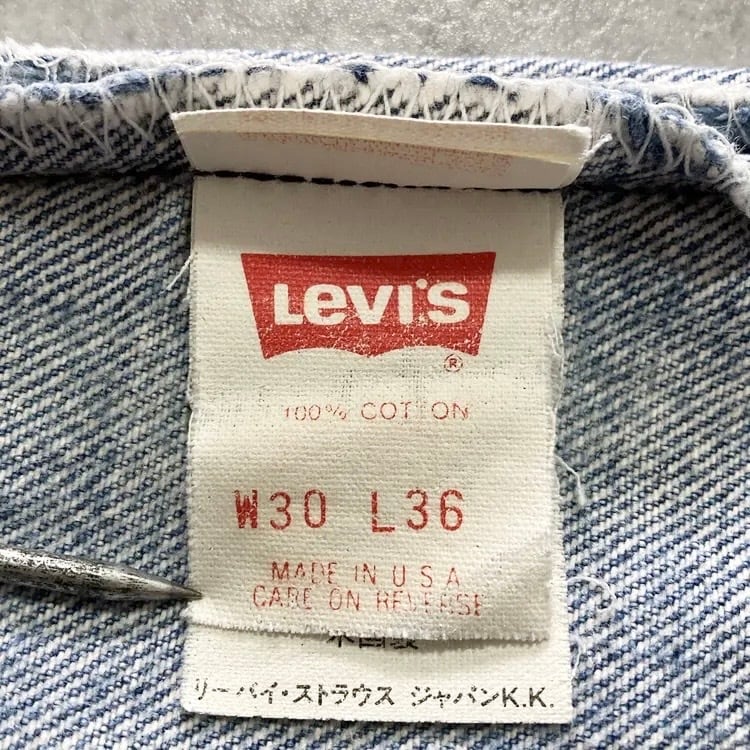 LEVI'S
®
100% COTTON
W30 L36
MADE IN U S A
CARE ON REVERSE
リーバイ・ストラウス ジャパンK.K.